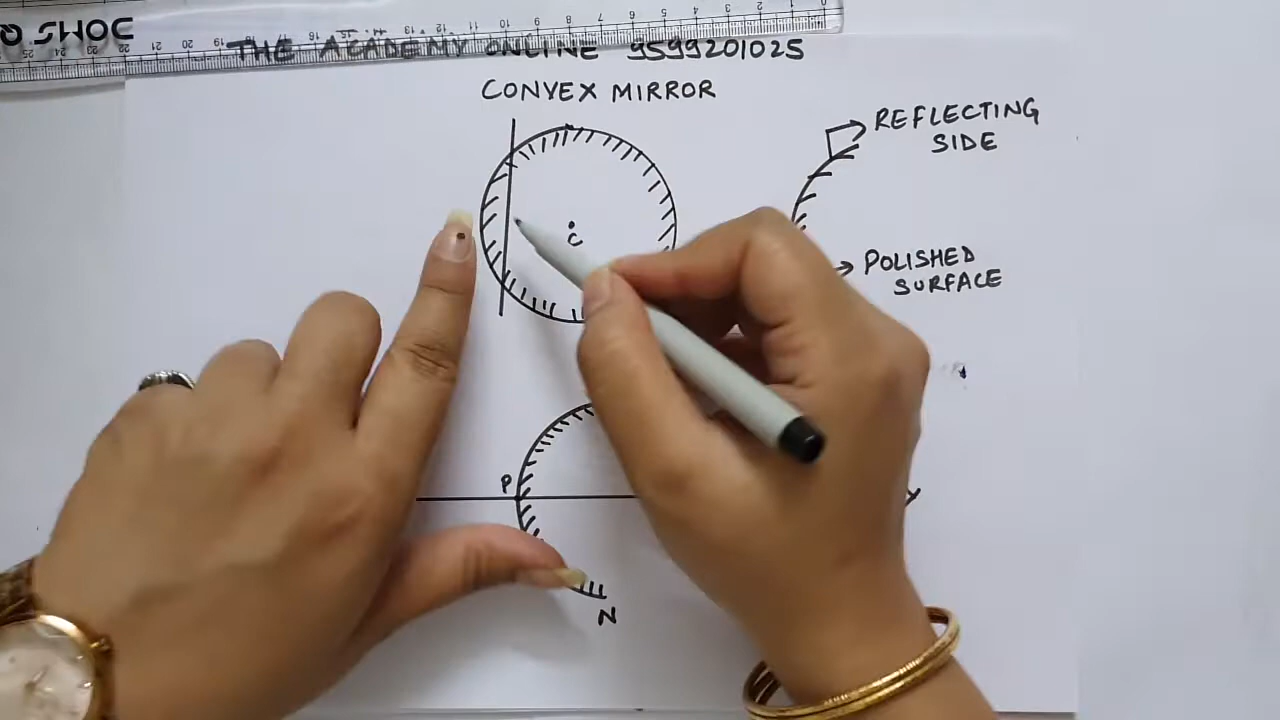 THE ACADEMY ONLINE 9599201025
CONVEX MIRROR
REFLECTING
SIDE
C
POLISHED
SURFACE
P
N